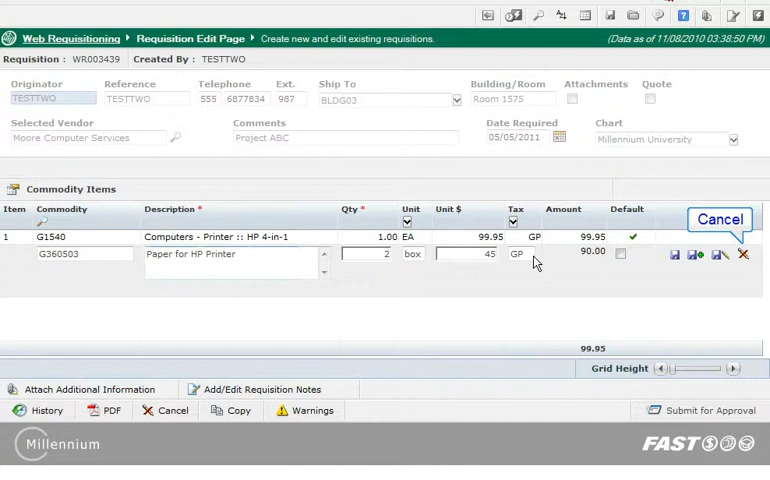 Web Requisitioning Requisition Edit Page Create new and edit existing requisitions. (Data as of 11/08/2010 03:38:50 PM)
Requisition : WR003439 Created By : TESTTWO
Originator Reference Telephone Ext. Ship To Building/Room Attachments Quote
TESTTWO TESTTWO 555 6877834 987 BLDG03 Room 1575
Selected Vendor Comments Date Required Chart
Moore Computer Services Project ABC 05/05/2011 Millennium University
Commodity Items
Item Commodity Description * Qty * Unit Unit $ Tax Amount Default
Cancel
1 G1540 Computers - Printer :: HP 4-in-1 1.00 EA 99.95 GP 99.95
G360503 Paper for HP Printer 2 box 45 GP 90.00
99.95
Grid Height
Attach Additional Information Add/Edit Requisition Notes
History PDF Cancel Copy Warnings Submit for Approval
Millennium FAST